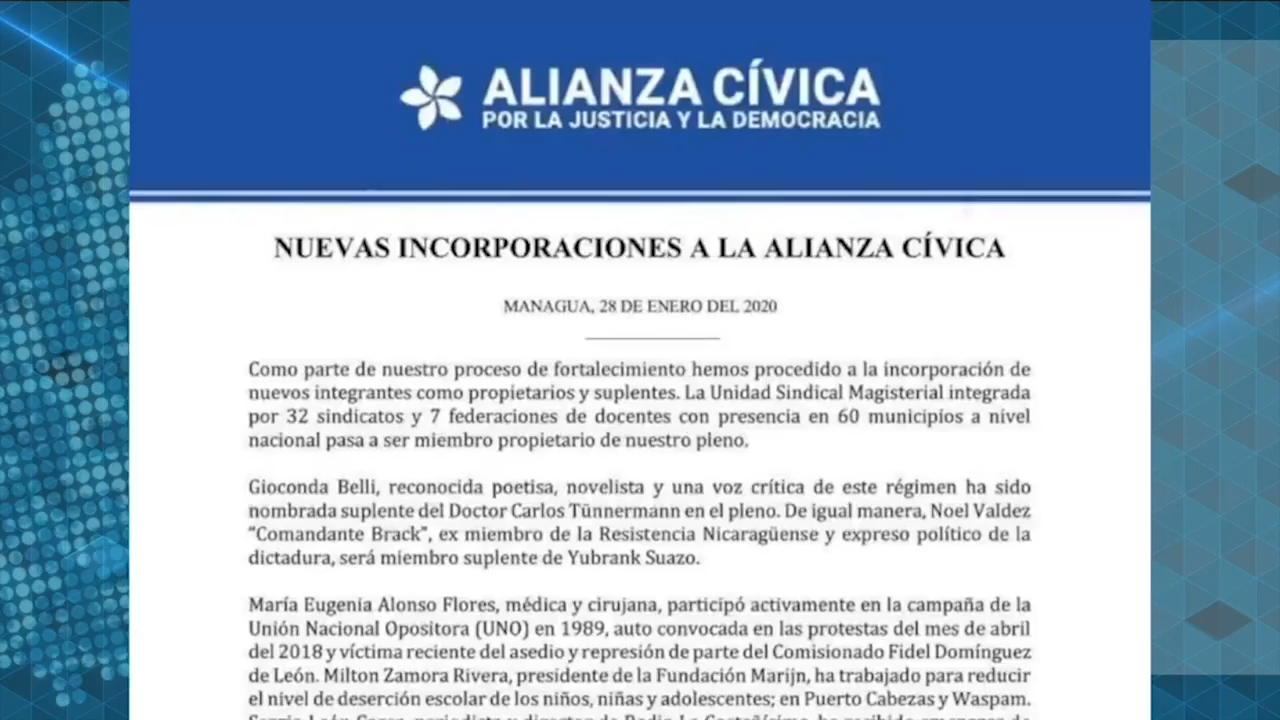 ALIANZA CÍVICA
POR LA JUSTICIA Y LA DEMOCRACIA
NUEVAS INCORPORACIONES A LA ALIANZA CÍVICA
MANAGUA, 28 DE ENERO DEL 2020
Como parte de nuestro proceso de fortalecimiento hemos procedido a la incorporación de
nuevos integrantes como propietarios y suplentes. La Unidad Sindical Magisterial integrada
por 32 sindicatos y 7 federaciones de docentes con presencia en 60 municipios a nivel
nacional pasa a ser miembro propietario de nuestro pleno.
Gioconda Belli, reconocida poetisa, novelista y una voz crítica de este régimen ha sido
nombrada suplente del Doctor Carlos Tünnermann en el pleno. De igual manera, Noel Valdez
“Comandante Brack”, ex miembro de la Resistencia Nicaragüense y expreso político de la
dictadura, será miembro suplente de Yubrank Suazo.
María Eugenia Alonso Flores, médica y cirujana, participó activamente en la campaña de la
Unión Nacional Opositora (UNO) en 1989, auto convocada en las protestas del mes de abril
del 2018 y víctima reciente del asedio y represión de parte del Comisionado Fidel Domínguez
de León. Milton Zamora Rivera, presidente de la Fundación Marijn, ha trabajado para reducir
el nivel de deserción escolar de los niños, niñas y adolescentes; en Puerto Cabezas y Waspam.